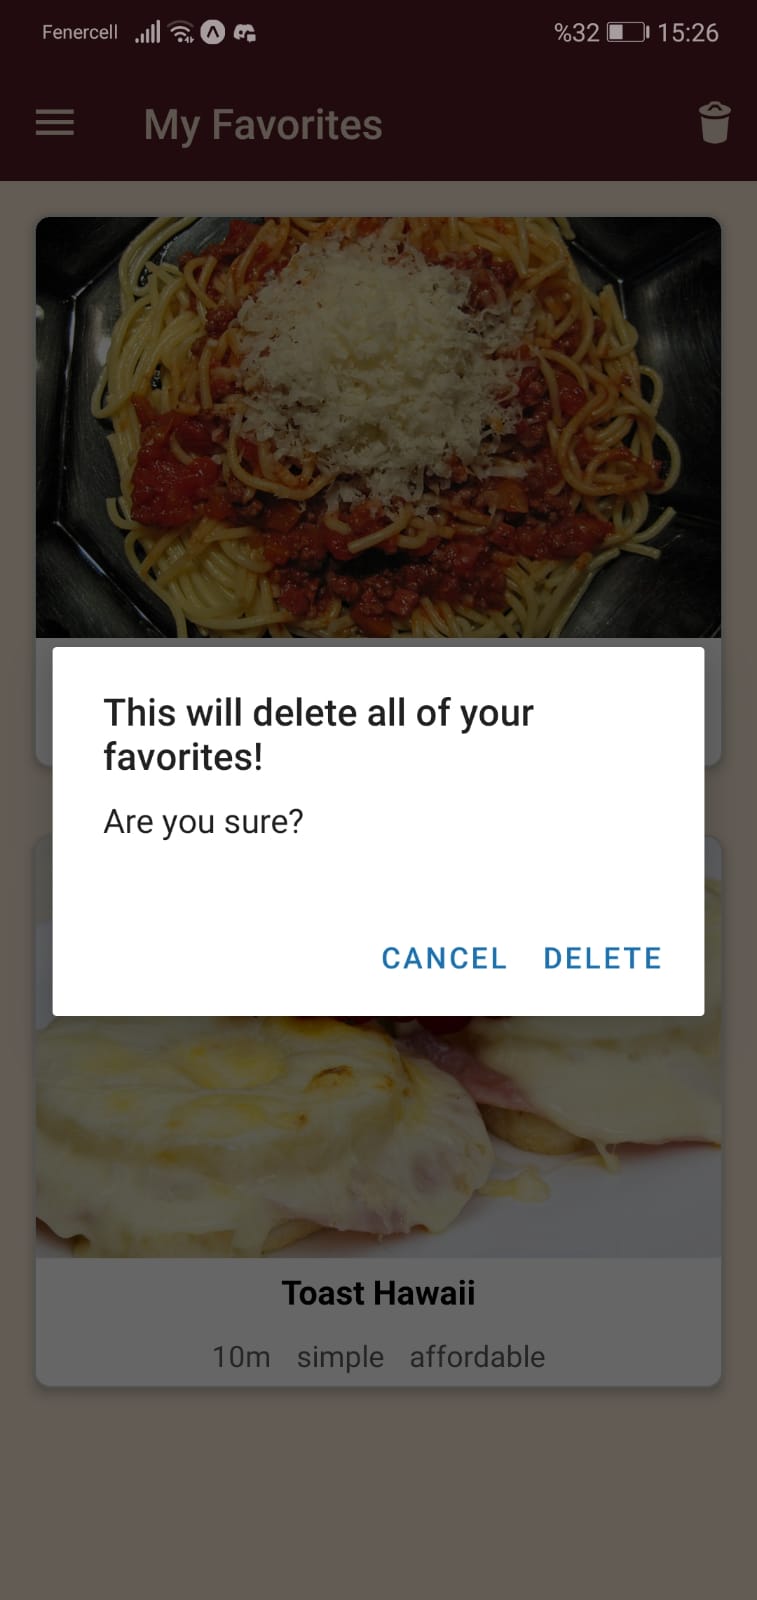 Fenercell %32 15:26
My Favorites
This will delete all of your
favorites!
Are you sure?
CANCEL DELETE
Toast Hawaii
10m simple affordable